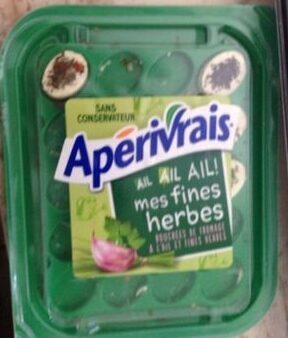 SANS
CONSERVATEUR
Apérivrais
AIL AIL AIL!
mes fines
herbes
BOUCHÉES DE FROMAGE
À L'AIL ET FINES HERBES